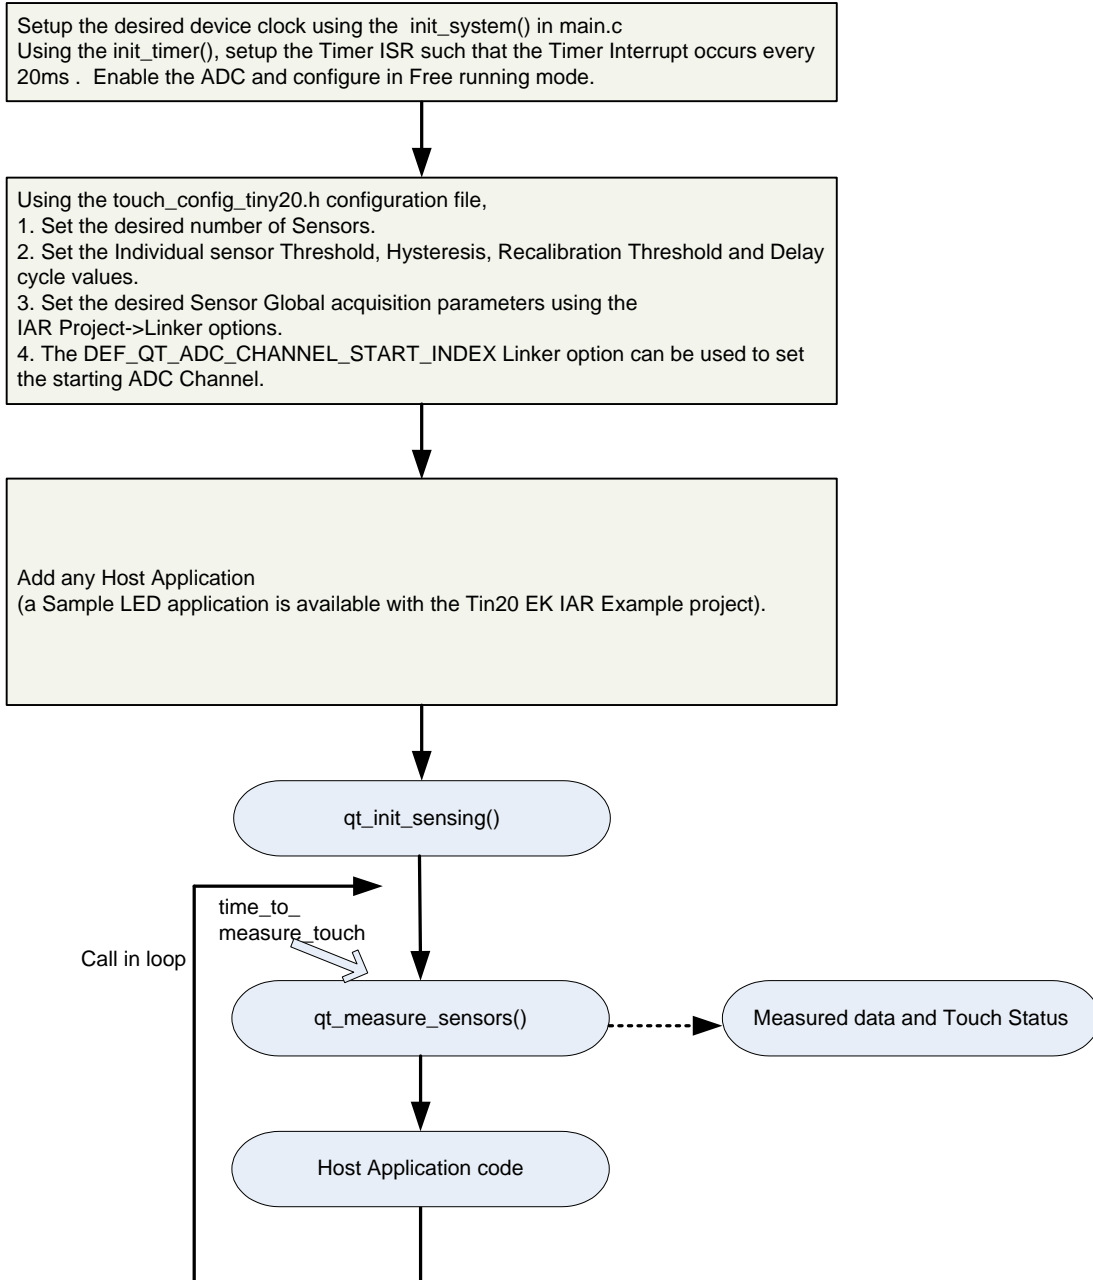 Setup the desired device clock using the  init_system() in main.c
Using the init_timer(), setup the Timer ISR such that the Timer Interrupt occurs every
20ms .  Enable the ADC and configure in Free running mode.
Using the touch_config_tiny20.h configuration file,
1. Set the desired number of Sensors.
2. Set the Individual sensor Threshold, Hysteresis, Recalibration Threshold and Delay
cycle values.
3. Set the desired Sensor Global acquisition parameters using the
IAR Project->Linker options.
4. The DEF_QT_ADC_CHANNEL_START_INDEX Linker option can be used to set
the starting ADC Channel.
Add any Host Application
(a Sample LED application is available with the Tin20 EK IAR Example project).
qt_init_sensing()
time_to_
measure_touch
Call in loop
qt_measure_sensors()
Measured data and Touch Status
Host Application code